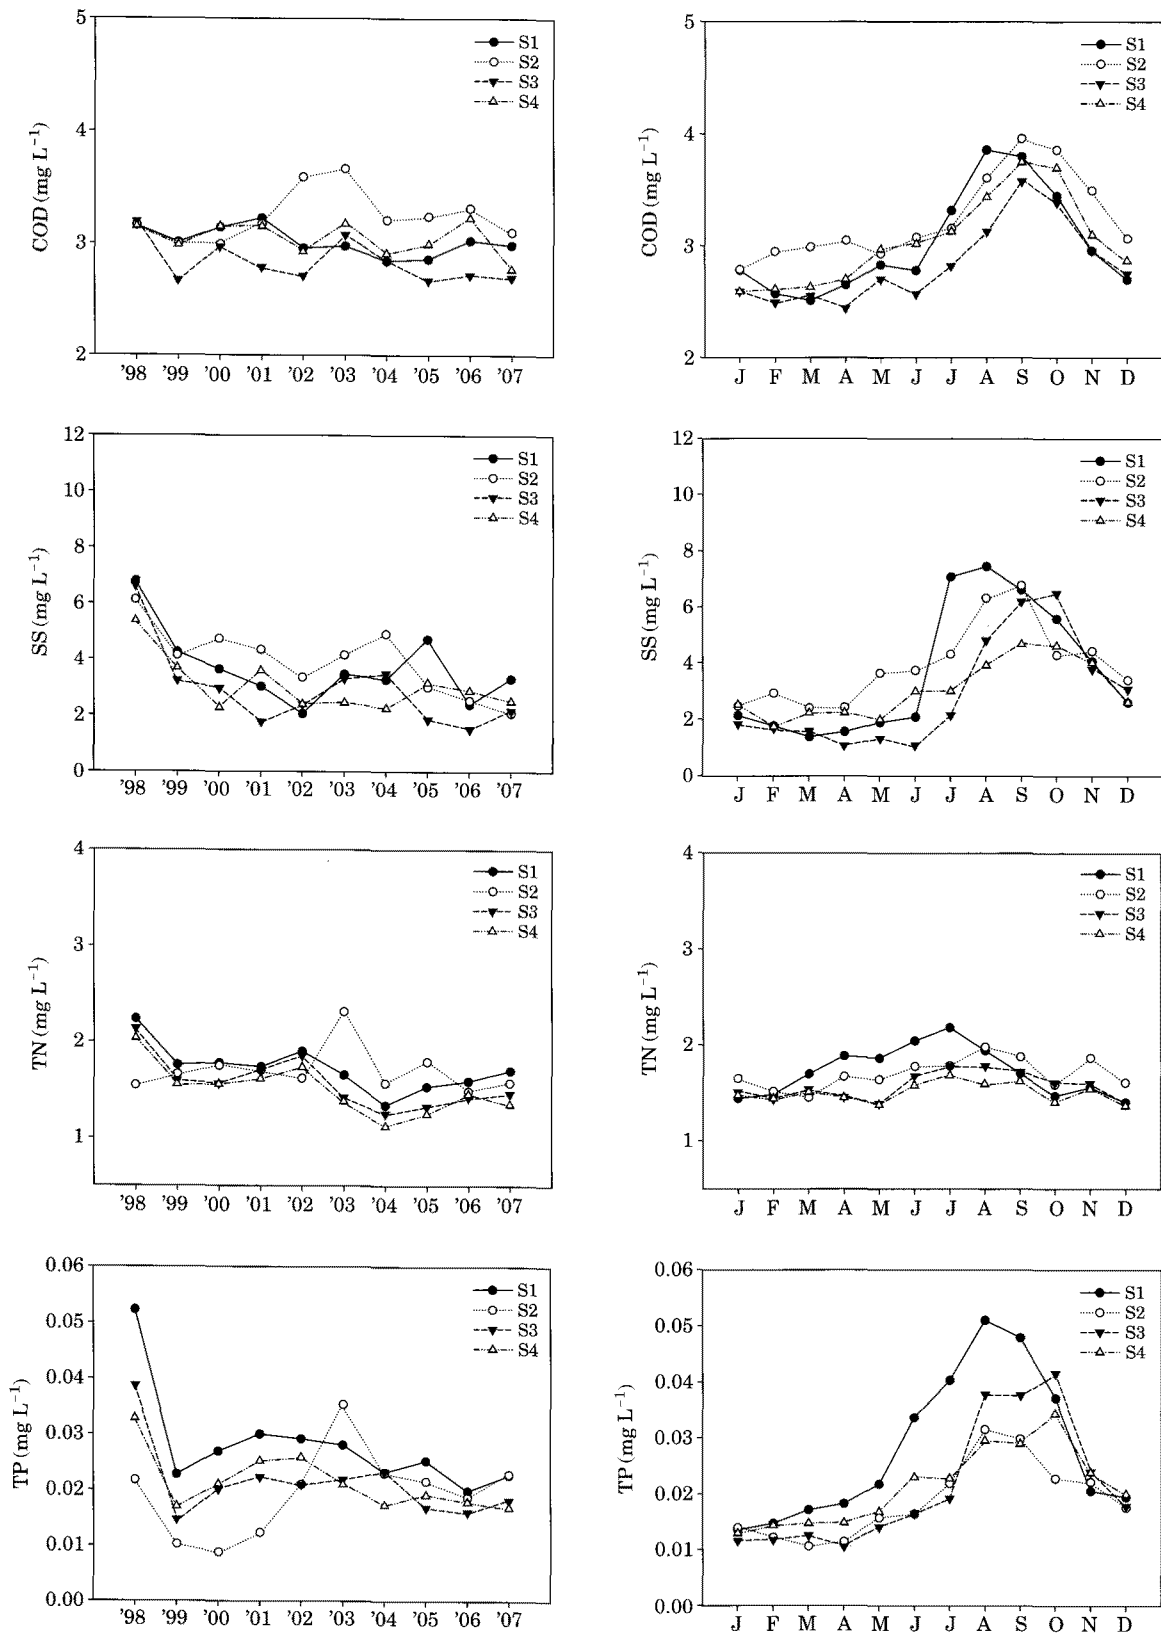 COD (mg L⁻¹)
5
4
3
2
'98 '99 '00 '01 '02 '03 '04 '05 '06 '07
S1
S2
S3
S4
COD (mg L⁻¹)
5
4
3
2
J F M A M J J A S O N D
S1
S2
S3
S4
SS (mg L⁻¹)
12
10
8
6
4
2
0
'98 '99 '00 '01 '02 '03 '04 '05 '06 '07
S1
S2
S3
S4
SS (mg L⁻¹)
12
10
8
6
4
2
0
J F M A M J J A S O N D
S1
S2
S3
S4
TN (mg L⁻¹)
4
3
2
1
'98 '99 '00 '01 '02 '03 '04 '05 '06 '07
S1
S2
S3
S4
TN (mg L⁻¹)
4
3
2
1
J F M A M J J A S O N D
S1
S2
S3
S4
TP (mg L⁻¹)
0.06
0.05
0.04
0.03
0.02
0.01
0.00
'98 '99 '00 '01 '02 '03 '04 '05 '06 '07
S1
S2
S3
S4
TP (mg L⁻¹)
0.06
0.05
0.04
0.03
0.02
0.01
0.00
J F M A M J J A S O N D
S1
S2
S3
S4